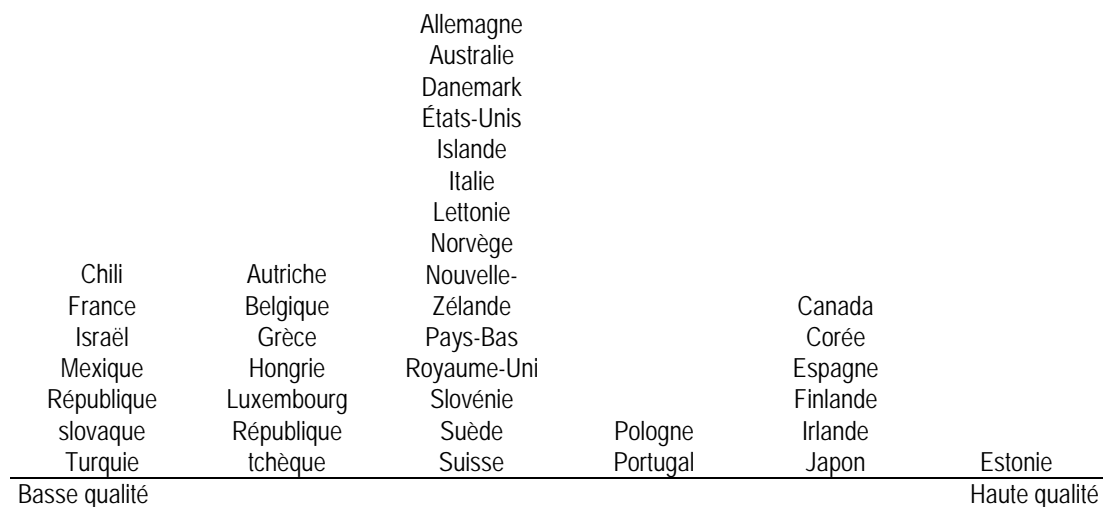 Allemagne
Australie
Danemark
États-Unis
Islande
Italie
Lettonie
Norvège
Chili Autriche Nouvelle-
France Belgique Zélande Canada
Israël Grèce Pays-Bas Corée
Mexique Hongrie Royaume-Uni Espagne
République Luxembourg Slovénie Finlande
slovaque République Suède Pologne Irlande
Turquie tchèque Suisse Portugal Japon Estonie
Basse qualité Haute qualité